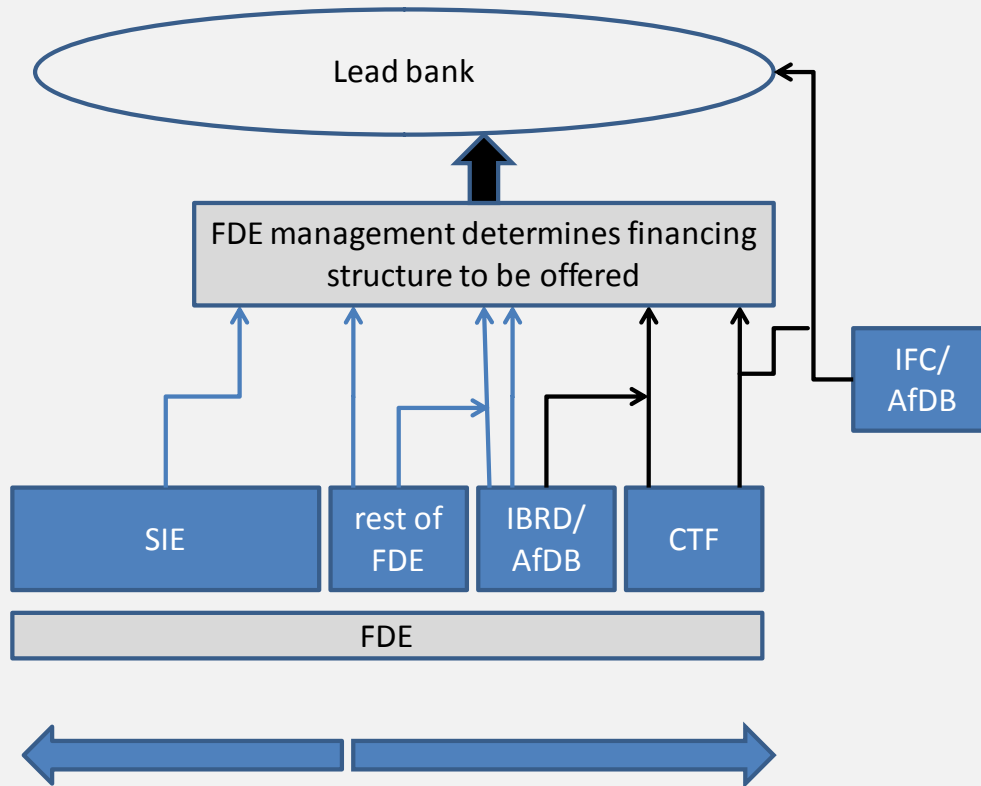 Lead bank
FDE management determines financing
structure to be offered
IFC/
AfDB
SIE
rest of
FDE
IBRD/
AfDB
CTF
FDE